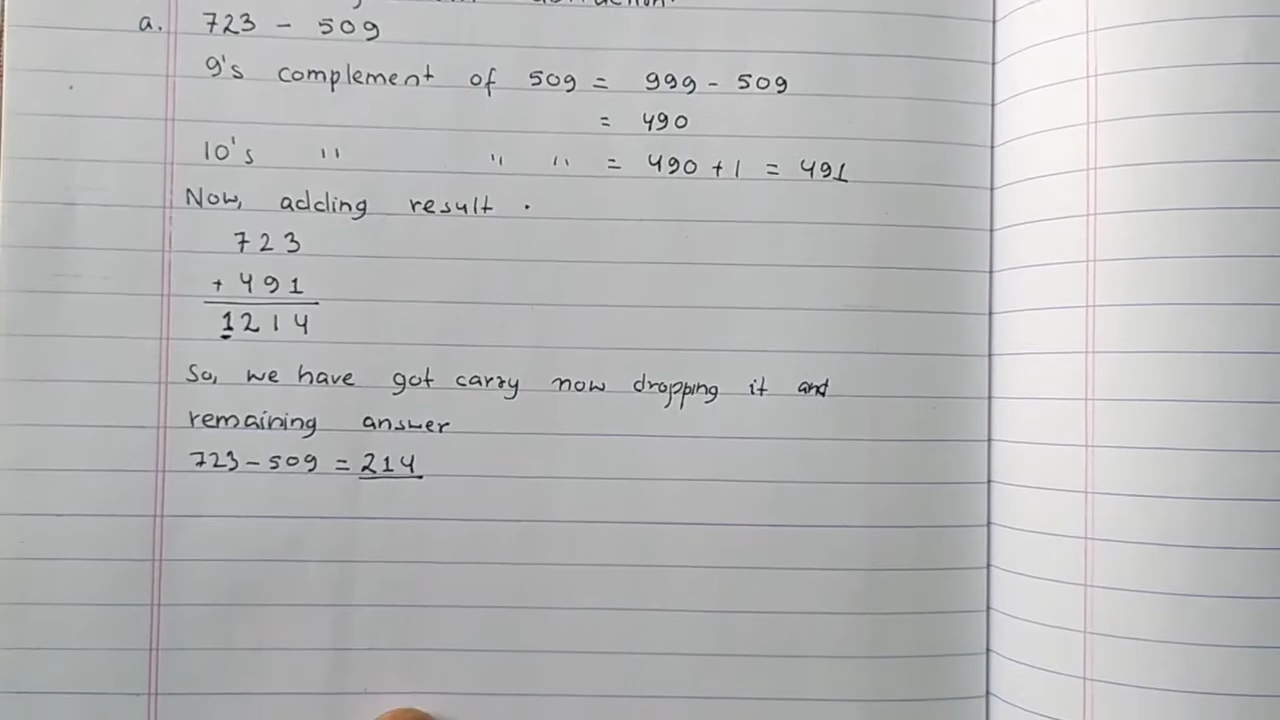 a. 723 - 509
9's complement of 509 = 999 - 509
= 490
10's " " " = 490 + 1 = 491
Now, adding result .
723
+ 491
1214
So, we have got carry now dropping it and
remaining answer
723 - 509 = 214